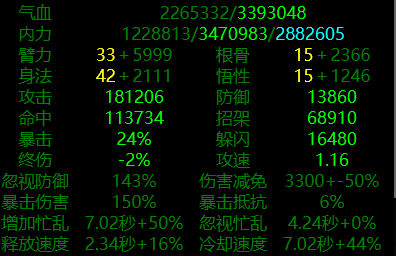 气血 2265332/3393048
内力 1228813/3470983/2882605
臂力 33+5999 根骨 15+2366
身法 42+2111 悟性 15+1246
攻击 181206 防御 13860
命中 113734 招架 68910
暴击 24% 躲闪 16480
终伤 -2% 攻速 1.16
忽视防御 143% 伤害减免 3300+-50%
暴击伤害 150% 暴击抵抗 6%
增加忙乱 7.02秒+50% 忽视忙乱 4.24秒+0%
释放速度 2.34秒+16% 冷却速度 7.02秒+44%